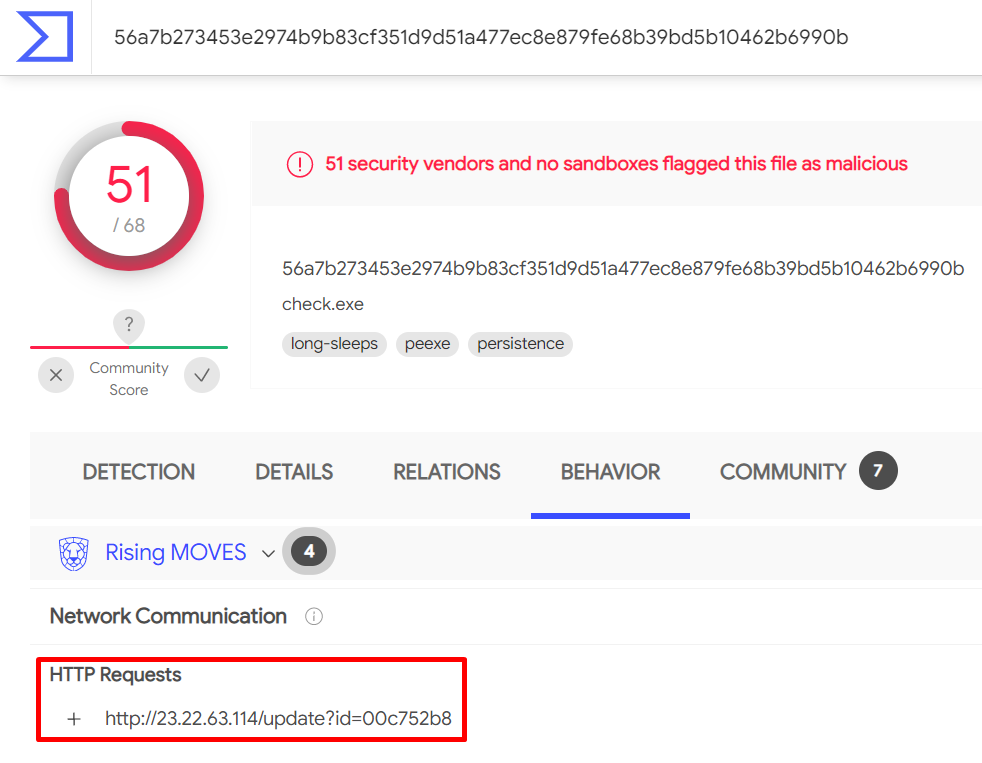 56a7b273453e2974b9b83cf351d9d51a477ec8e879fe68b39bd5b10462b6990b
51
/ 68
51 security vendors and no sandboxes flagged this file as malicious
56a7b273453e2974b9b83cf351d9d51a477ec8e879fe68b39bd5b10462b6990b
check.exe
long-sleeps peexe persistence
?
Community
Score
DETECTION DETAILS RELATIONS BEHAVIOR COMMUNITY 7
Rising MOVES 4
Network Communication
HTTP Requests
+ http://23.22.63.114/update?id=00c752b8